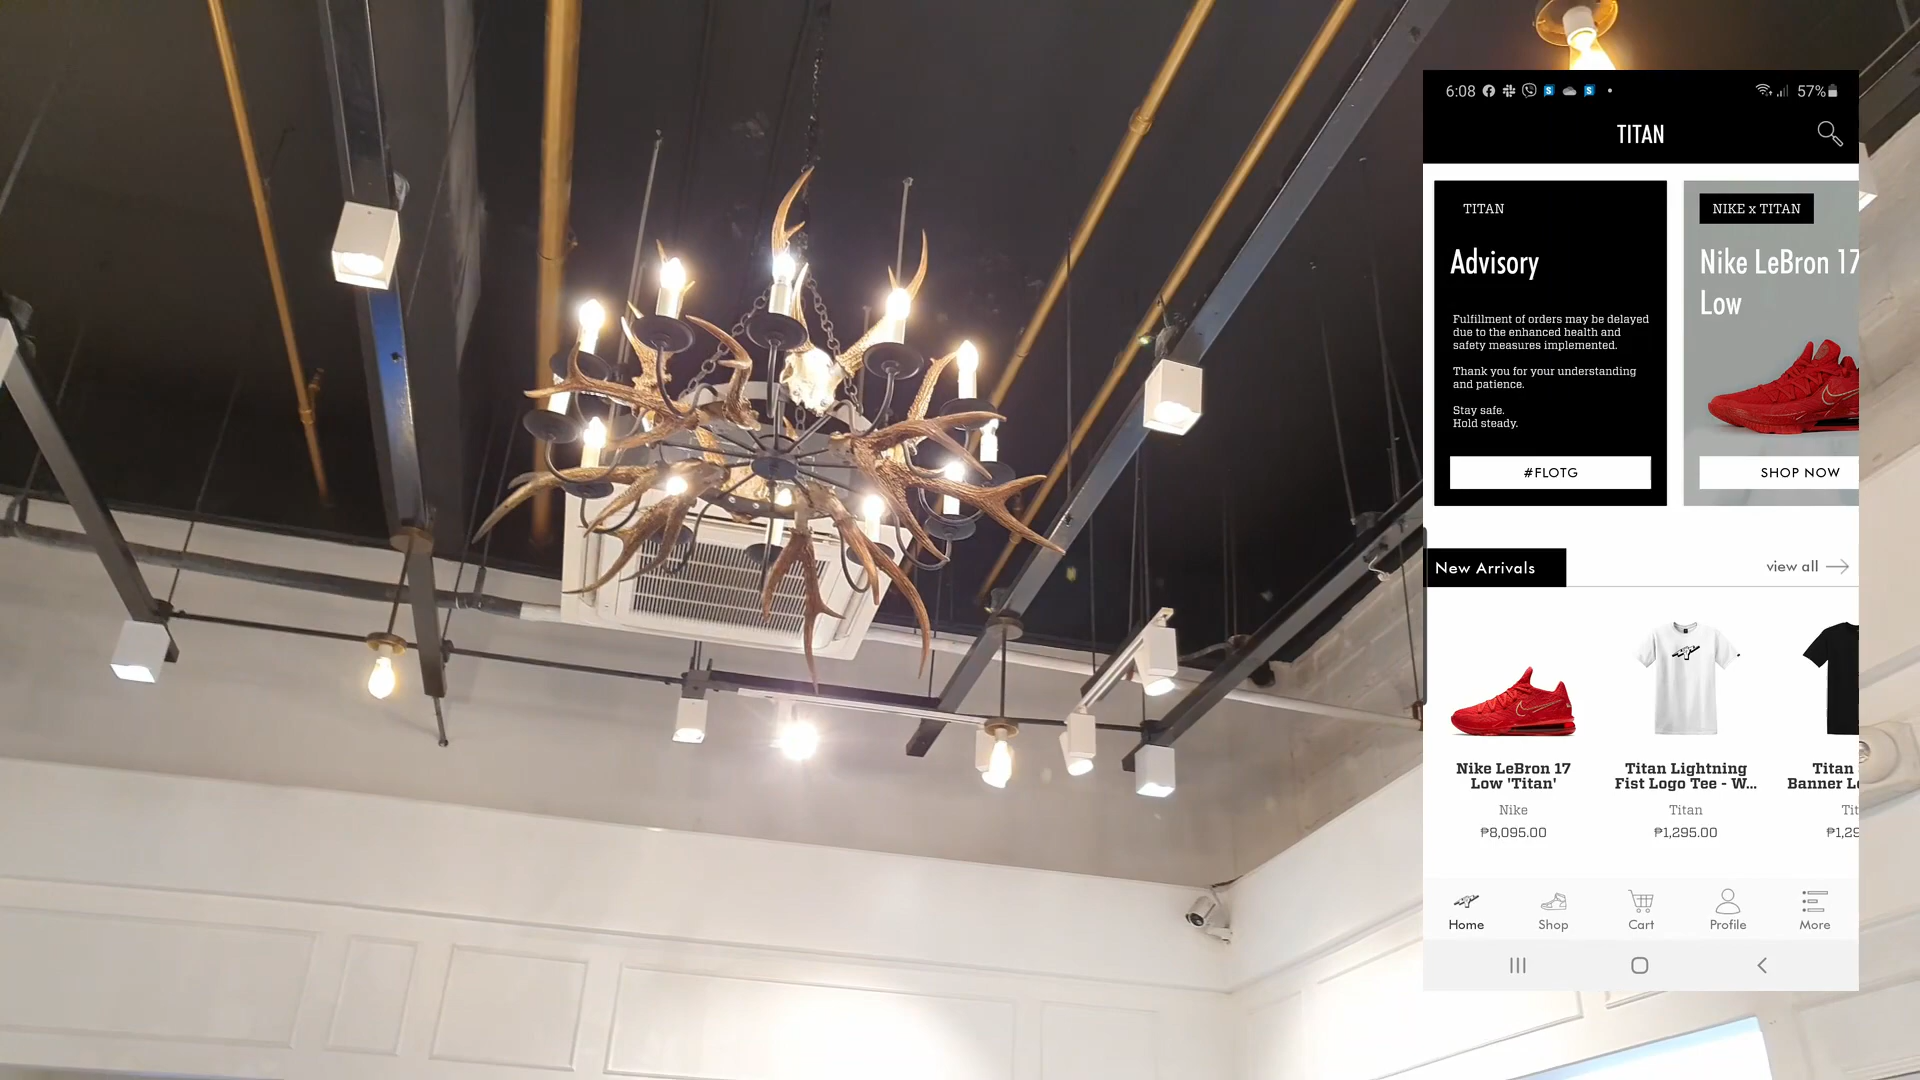 6:08
57%
TITAN
TITAN
Advisory
Fulfillment of orders may be delayed
due to the enhanced health and
safety measures implemented.
Thank you for your understanding
and patience.
Stay safe.
Hold steady.
#FLOTG
NIKE x TITAN
Nike LeBron 17
Low
SHOP NOW
New Arrivals
view all
Nike LeBron 17
Low 'Titan'
Nike
₱8,095.00
Titan Lightning
Fist Logo Tee - W...
Titan
₱1,295.00
Titan
Banner
Home
Shop
Cart
Profile
More